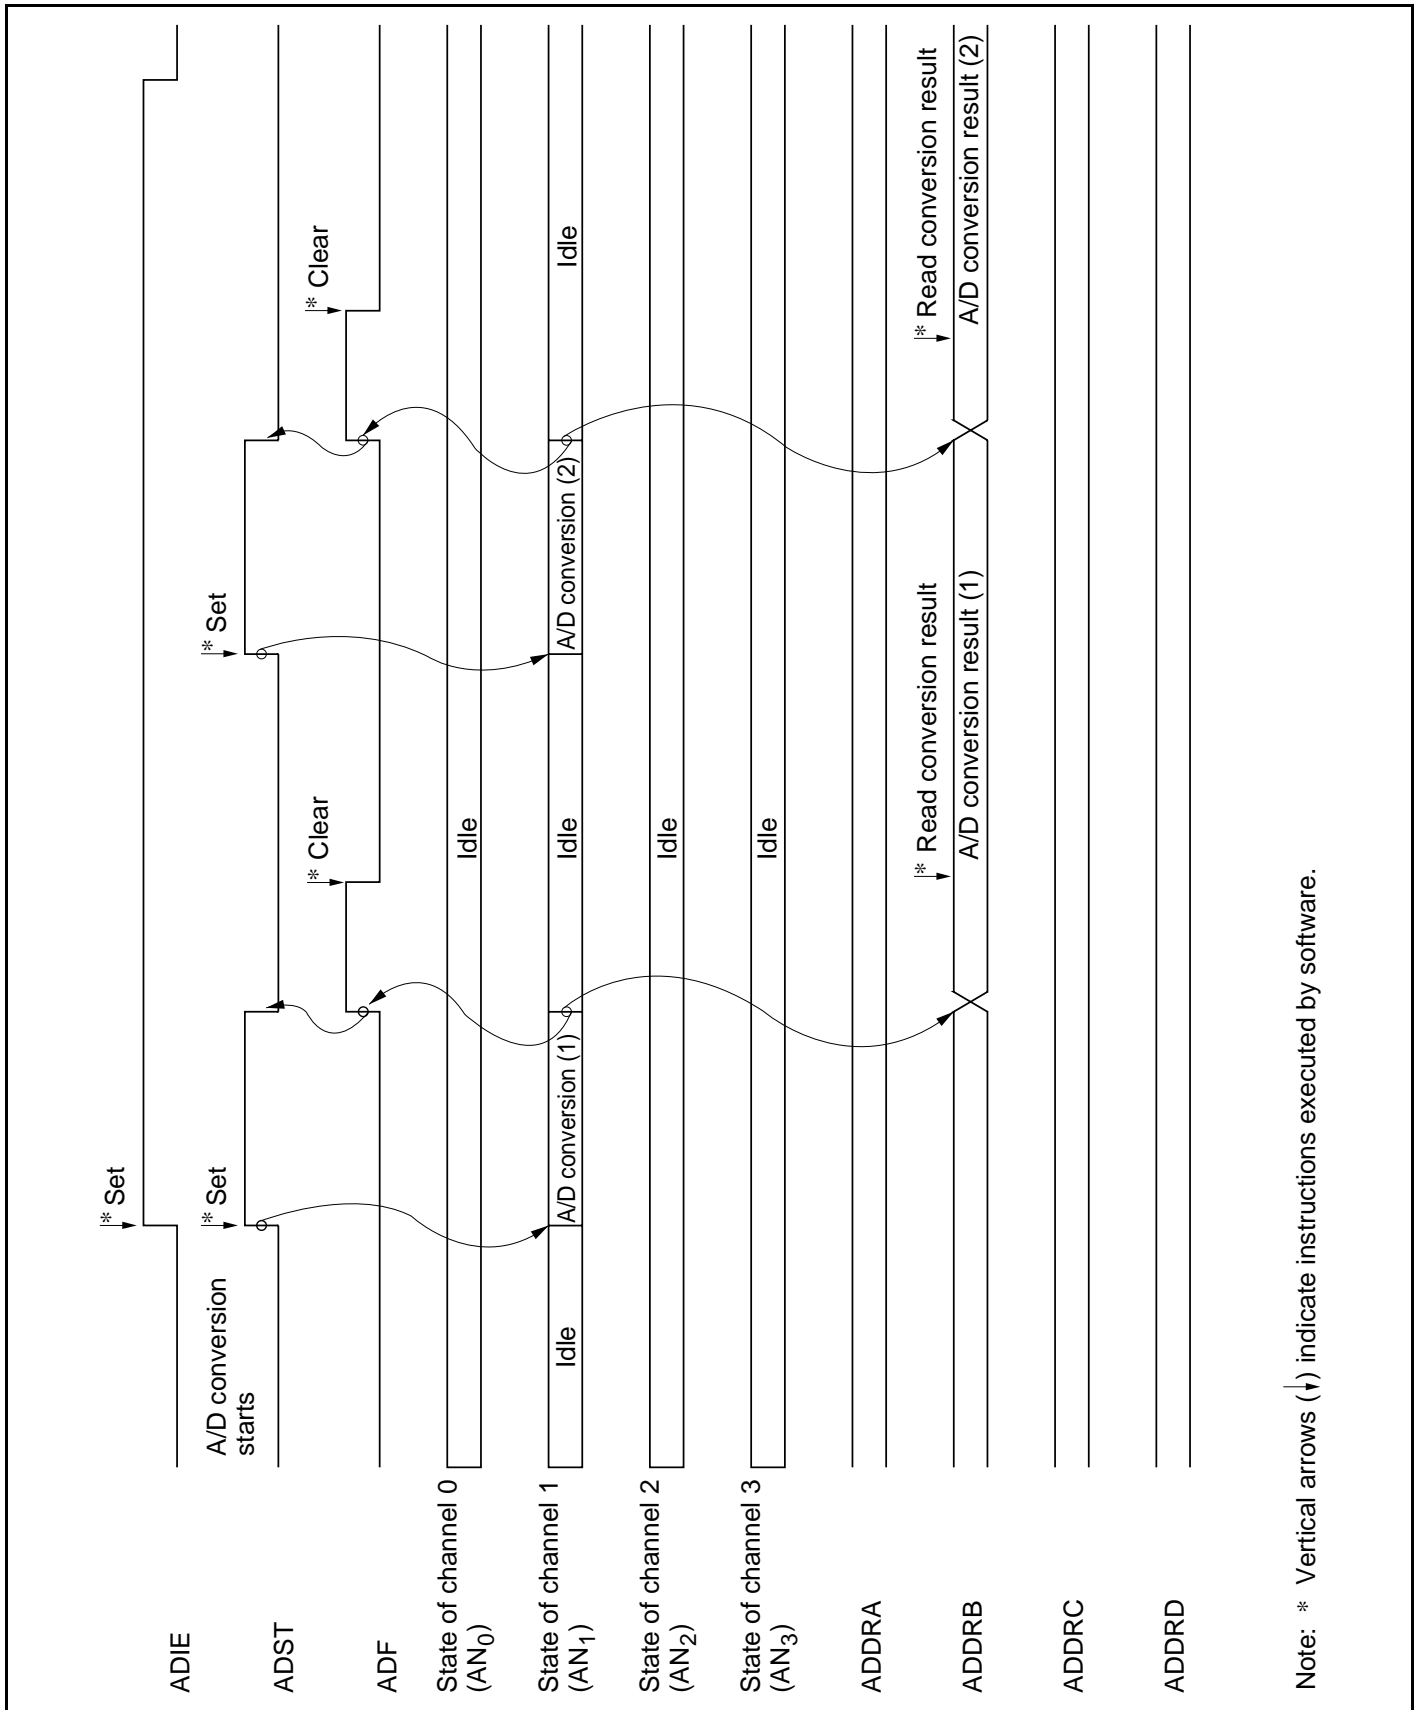 ADIE
* Set
ADST
A/D conversion
starts
* Set
* Set
ADF
* Clear
* Clear
State of channel 0
(AN0)
Idle
State of channel 1
(AN1)
Idle
A/D conversion (1)
Idle
A/D conversion (2)
Idle
State of channel 2
(AN2)
Idle
State of channel 3
(AN3)
Idle
ADDRA
ADDRB
* Read conversion result
A/D conversion result (1)
* Read conversion result
A/D conversion result (2)
ADDRC
ADDRD
Note: * Vertical arrows (↓) indicate instructions executed by software.